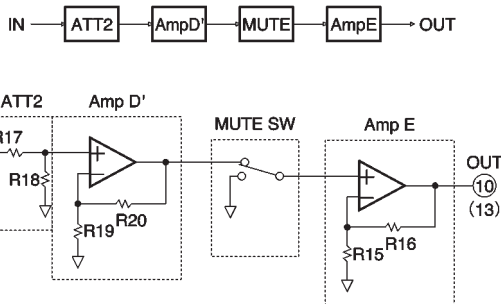 IN ATT2 AmpD' MUTE AmpE OUT
ATT2 Amp D' MUTE SW Amp E OUT
R17
R18
R19
R20
R15
R16
10
(13)